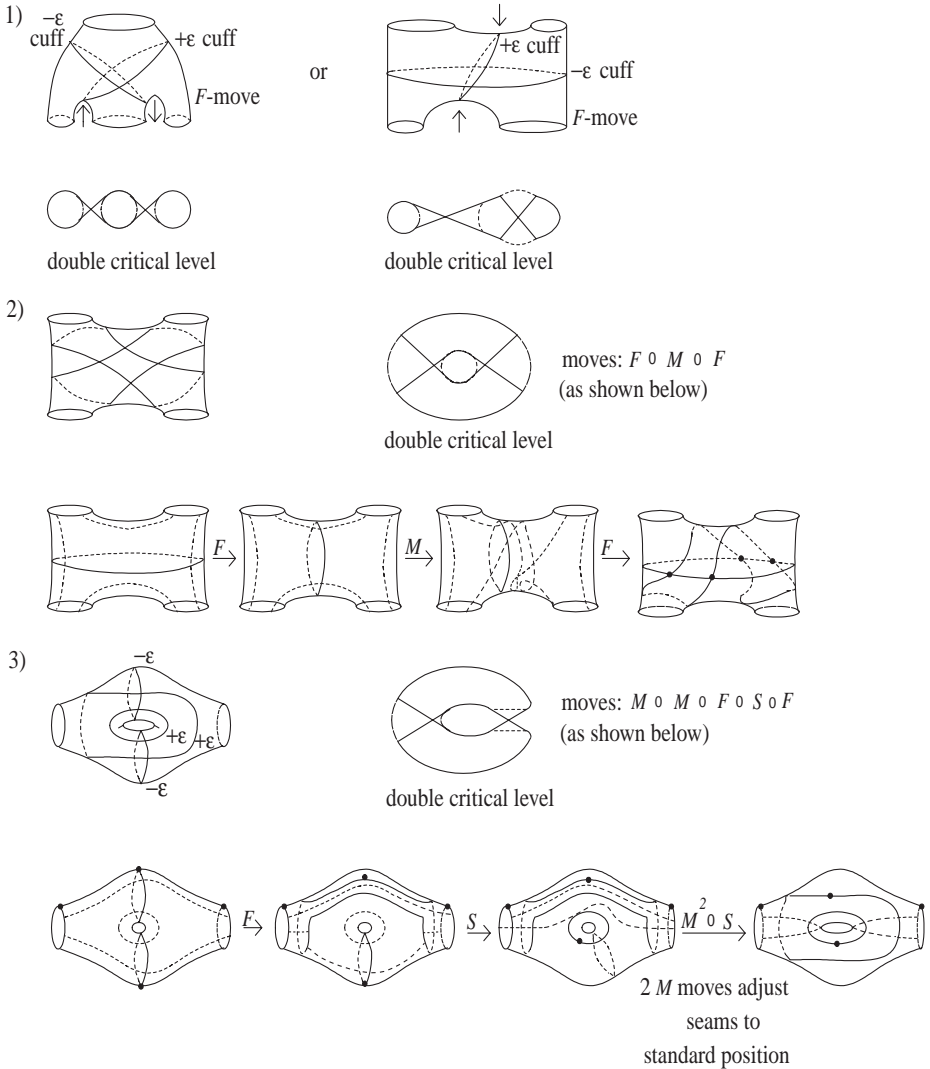 1)
−ε
cuff
+ε cuff
F-move
or
+ε cuff
−ε cuff
F-move
double critical level
double critical level
2)
moves: F o M o F
(as shown below)
double critical level
F
M
F
3)
−ε
+ε
+ε
−ε
moves: M o M o F o S o F
(as shown below)
double critical level
F
S
M² o S
2 M moves adjust
seams to
standard position